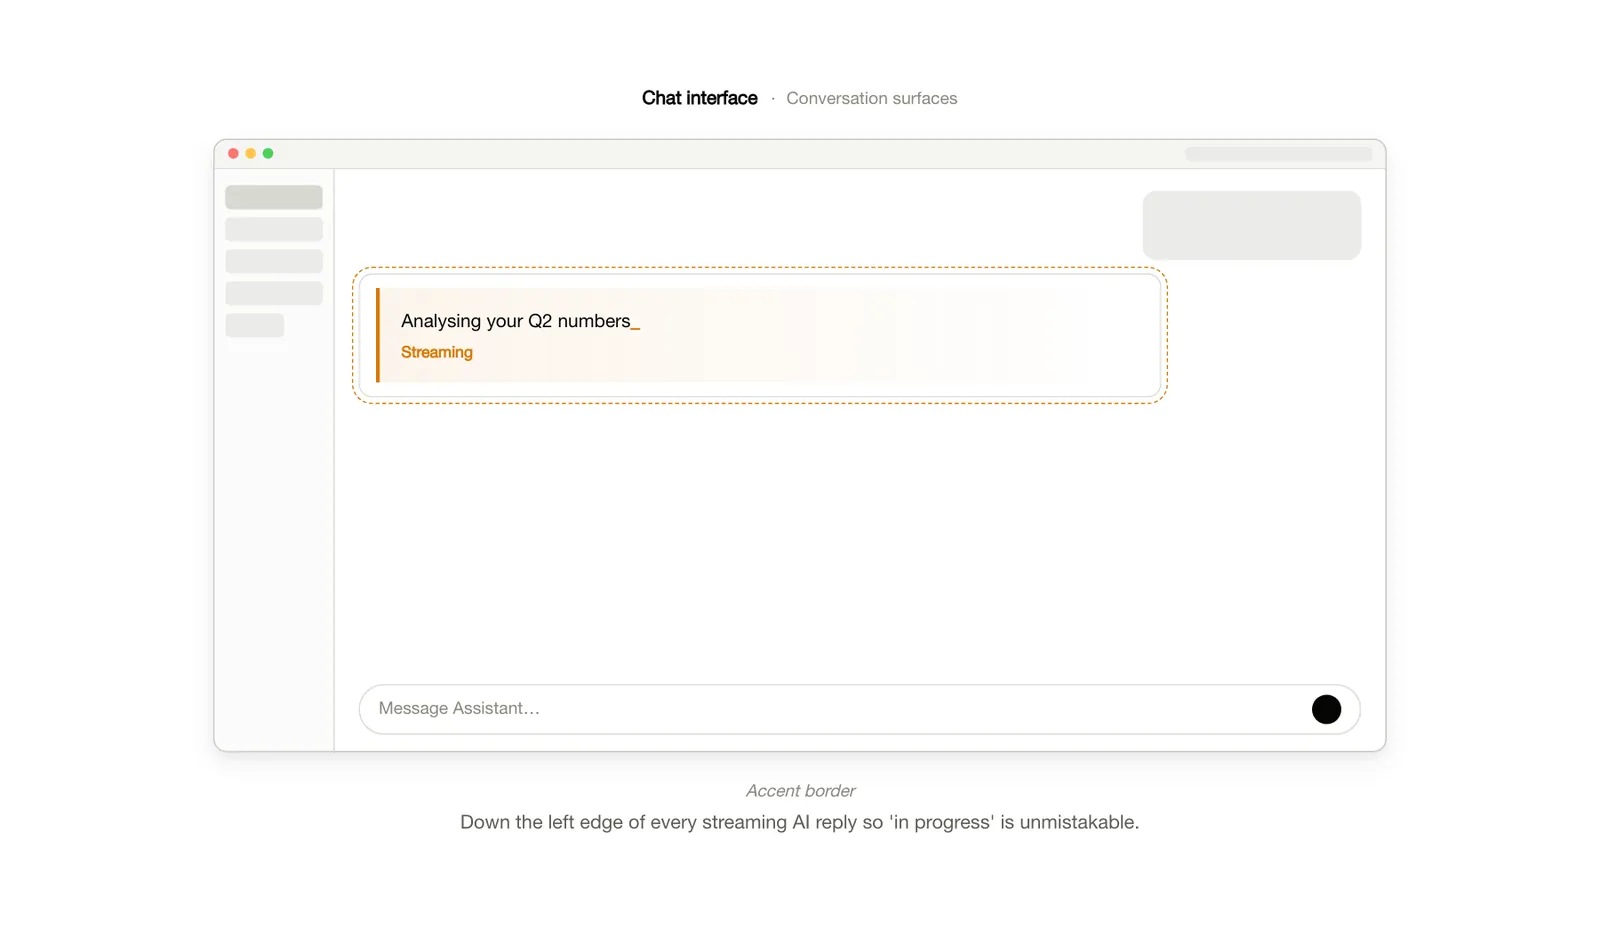 Chat interface · Conversation surfaces
Analysing your Q2 numbers_
Streaming
Message Assistant...
Accent border
Down the left edge of every streaming AI reply so 'in progress' is unmistakable.